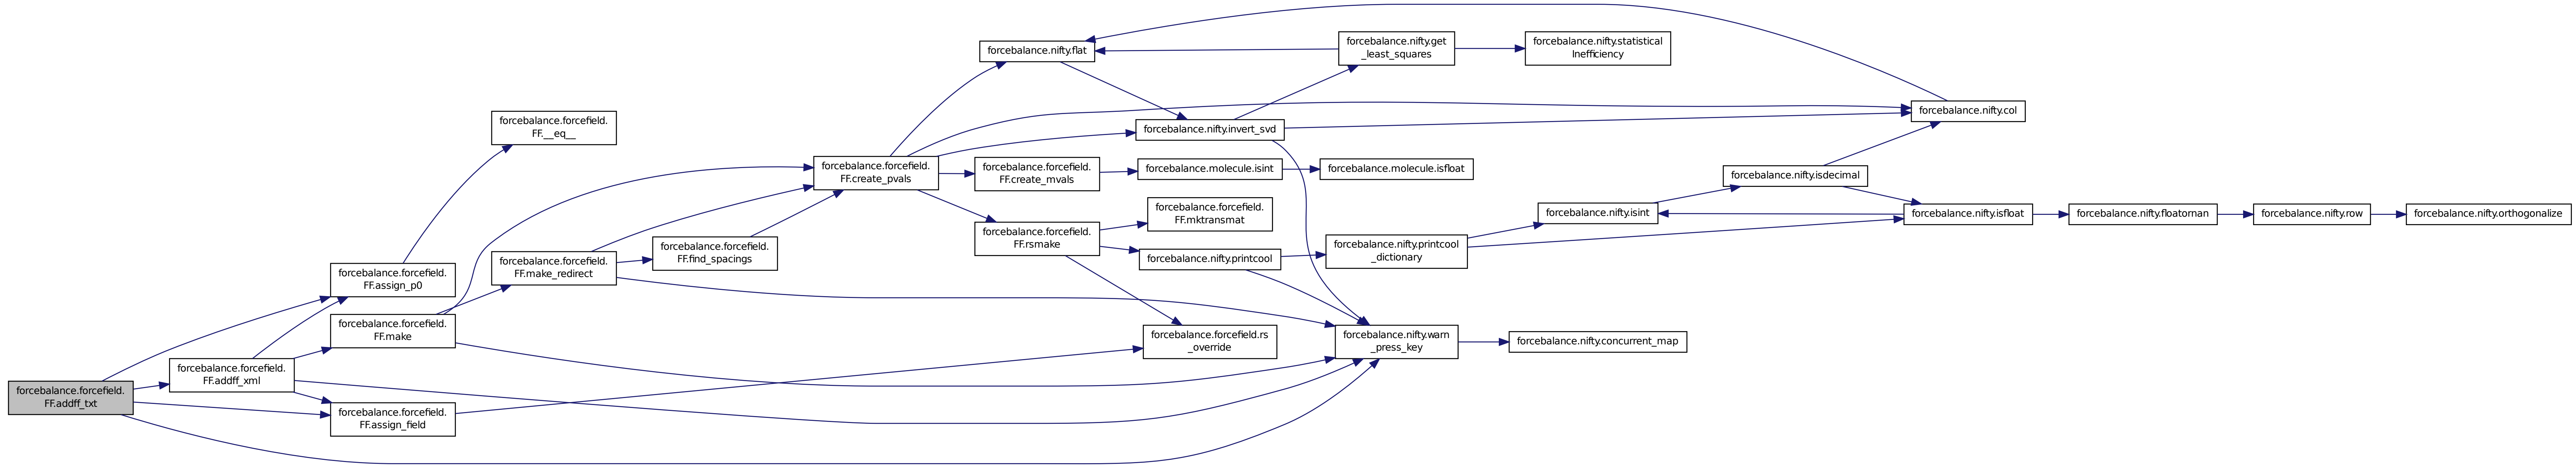 forcebalance.forcefield.
FF.addff_txt
forcebalance.forcefield.
FF.addff_xml
forcebalance.forcefield.
FF.assign_p0
forcebalance.forcefield.
FF.make
forcebalance.forcefield.
FF.assign_field
forcebalance.forcefield.
FF.__eq__
forcebalance.forcefield.
FF.make_redirect
forcebalance.forcefield.
FF.find_spacings
forcebalance.forcefield.
FF.create_pvals
forcebalance.nifty.flat
forcebalance.forcefield.
FF.create_mvals
forcebalance.forcefield.
FF.rsmake
forcebalance.nifty.invert_svd
forcebalance.molecule.isint
forcebalance.forcefield.
FF.mktransmat
forcebalance.nifty.printcool
forcebalance.forcefield.rs
_override
forcebalance.nifty.get
_least_squares
forcebalance.molecule.isfloat
forcebalance.nifty.printcool
_dictionary
forcebalance.nifty.warn
_press_key
forcebalance.nifty.statistical
Inefficiency
forcebalance.nifty.isint
forcebalance.nifty.concurrent_map
forcebalance.nifty.isdecimal
forcebalance.nifty.col
forcebalance.nifty.isfloat
forcebalance.nifty.floatornan
forcebalance.nifty.row
forcebalance.nifty.orthogonalize